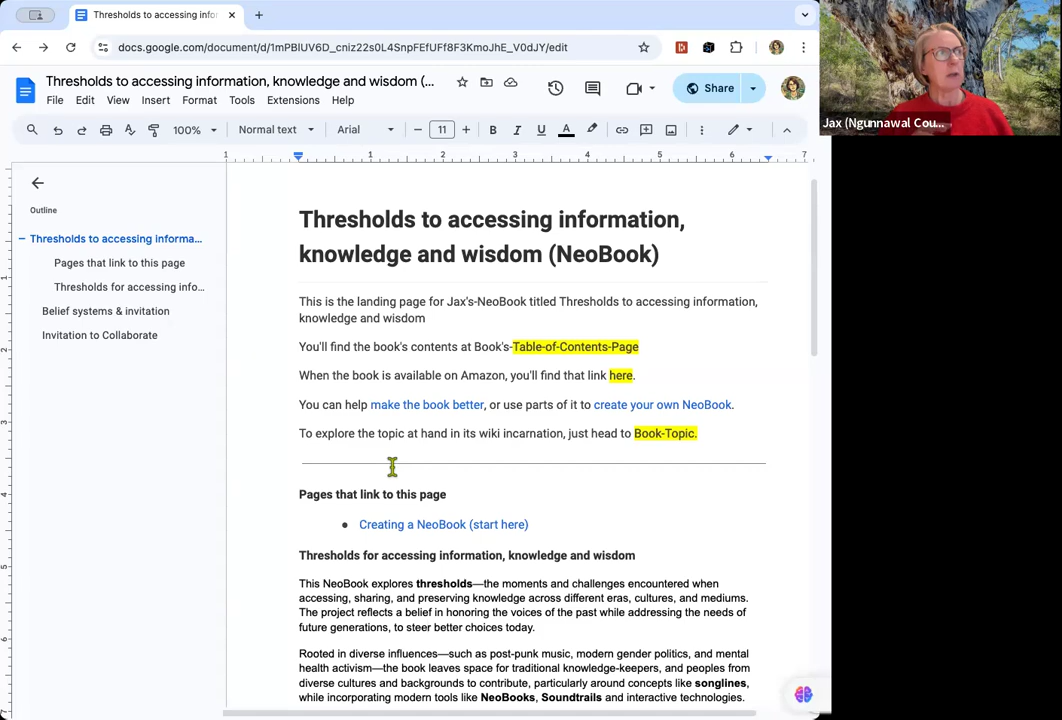 Thresholds to accessing infor
docs.google.com/document/d/1mPBlUV6D_cniz22s0L4SnpFEfUFf8F3KmoJhE_V0dJY/edit
Thresholds to accessing information, knowledge and wisdom (...
File Edit View Insert Format Tools Extensions Help
Share
100% Normal text Arial 11 B I U A
1 1 2 3 4 5 6 7
Outline
Thresholds to accessing informa...
Pages that link to this page
Thresholds for accessing info...
Belief systems & invitation
Invitation to Collaborate
Thresholds to accessing information,
knowledge and wisdom (NeoBook)
This is the landing page for Jax's-NeoBook titled Thresholds to accessing information,
knowledge and wisdom
You'll find the book's contents at Book's-Table-of-Contents-Page
When the book is available on Amazon, you'll find that link here.
You can help make the book better, or use parts of it to create your own NeoBook.
To explore the topic at hand in its wiki incarnation, just head to Book-Topic.
Pages that link to this page
● Creating a NeoBook (start here)
Thresholds for accessing information, knowledge and wisdom
This NeoBook explores thresholds—the moments and challenges encountered when
accessing, sharing, and preserving knowledge across different eras, cultures, and mediums.
The project reflects a belief in honoring the voices of the past while addressing the needs of
future generations, to steer better choices today.
Rooted in diverse influences—such as post-punk music, modern gender politics, and mental
health activism—the book leaves space for traditional knowledge-keepers, and peoples from
diverse cultures and backgrounds to contribute, particularly around concepts like songlines,
while incorporating modern tools like NeoBooks, Soundtrails and interactive technologies.
Jax (Ngunnawal Cou...